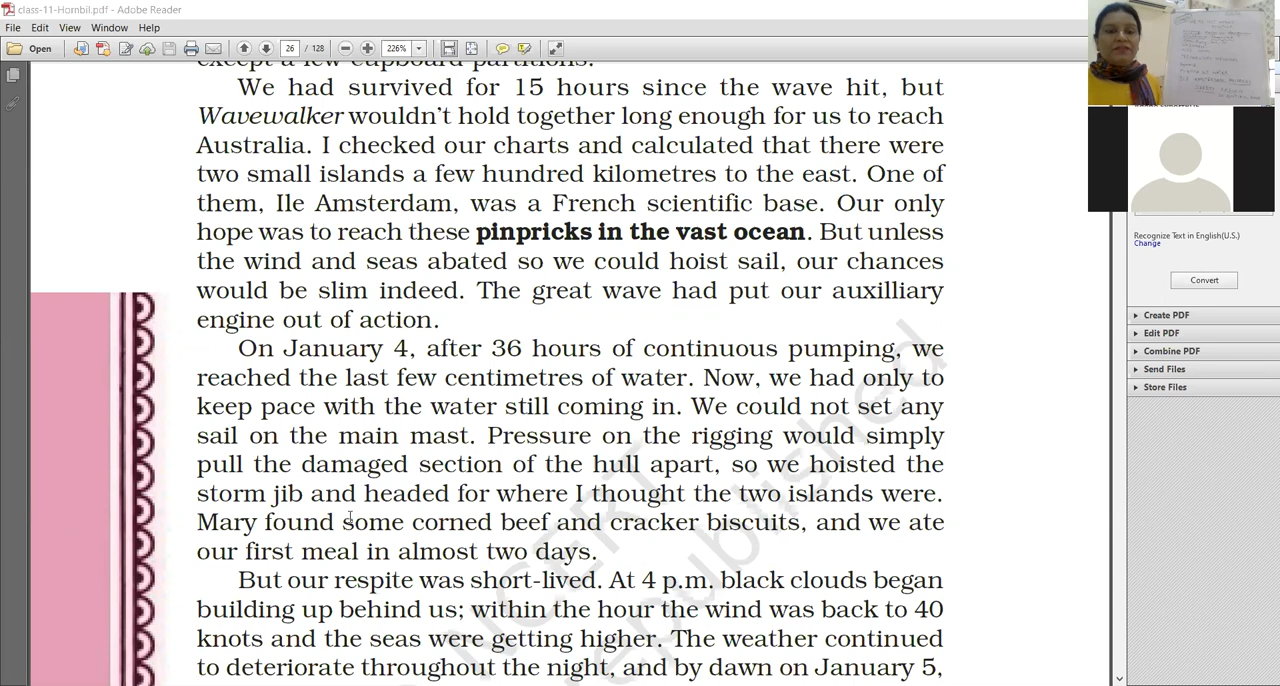 class-11-Hornbil.pdf - Adobe Reader
File Edit View Window Help
Open 26 / 128 226%
except a few cupboard partitions.
We had survived for 15 hours since the wave hit, but
Wavewalker wouldn't hold together long enough for us to reach
Australia. I checked our charts and calculated that there were
two small islands a few hundred kilometres to the east. One of
them, Ile Amsterdam, was a French scientific base. Our only
hope was to reach these pinpricks in the vast ocean. But unless
the wind and seas abated so we could hoist sail, our chances
would be slim indeed. The great wave had put our auxilliary
engine out of action.
On January 4, after 36 hours of continuous pumping, we
reached the last few centimetres of water. Now, we had only to
keep pace with the water still coming in. We could not set any
sail on the main mast. Pressure on the rigging would simply
pull the damaged section of the hull apart, so we hoisted the
storm jib and headed for where I thought the two islands were.
Mary found some corned beef and cracker biscuits, and we ate
our first meal in almost two days.
But our respite was short-lived. At 4 p.m. black clouds began
building up behind us; within the hour the wind was back to 40
knots and the seas were getting higher. The weather continued
to deteriorate throughout the night, and by dawn on January 5,
NCERT
republished
Recognize Text in English(U.S.)
Change
Convert
Create PDF
Edit PDF
Combine PDF
Send Files
Store Files